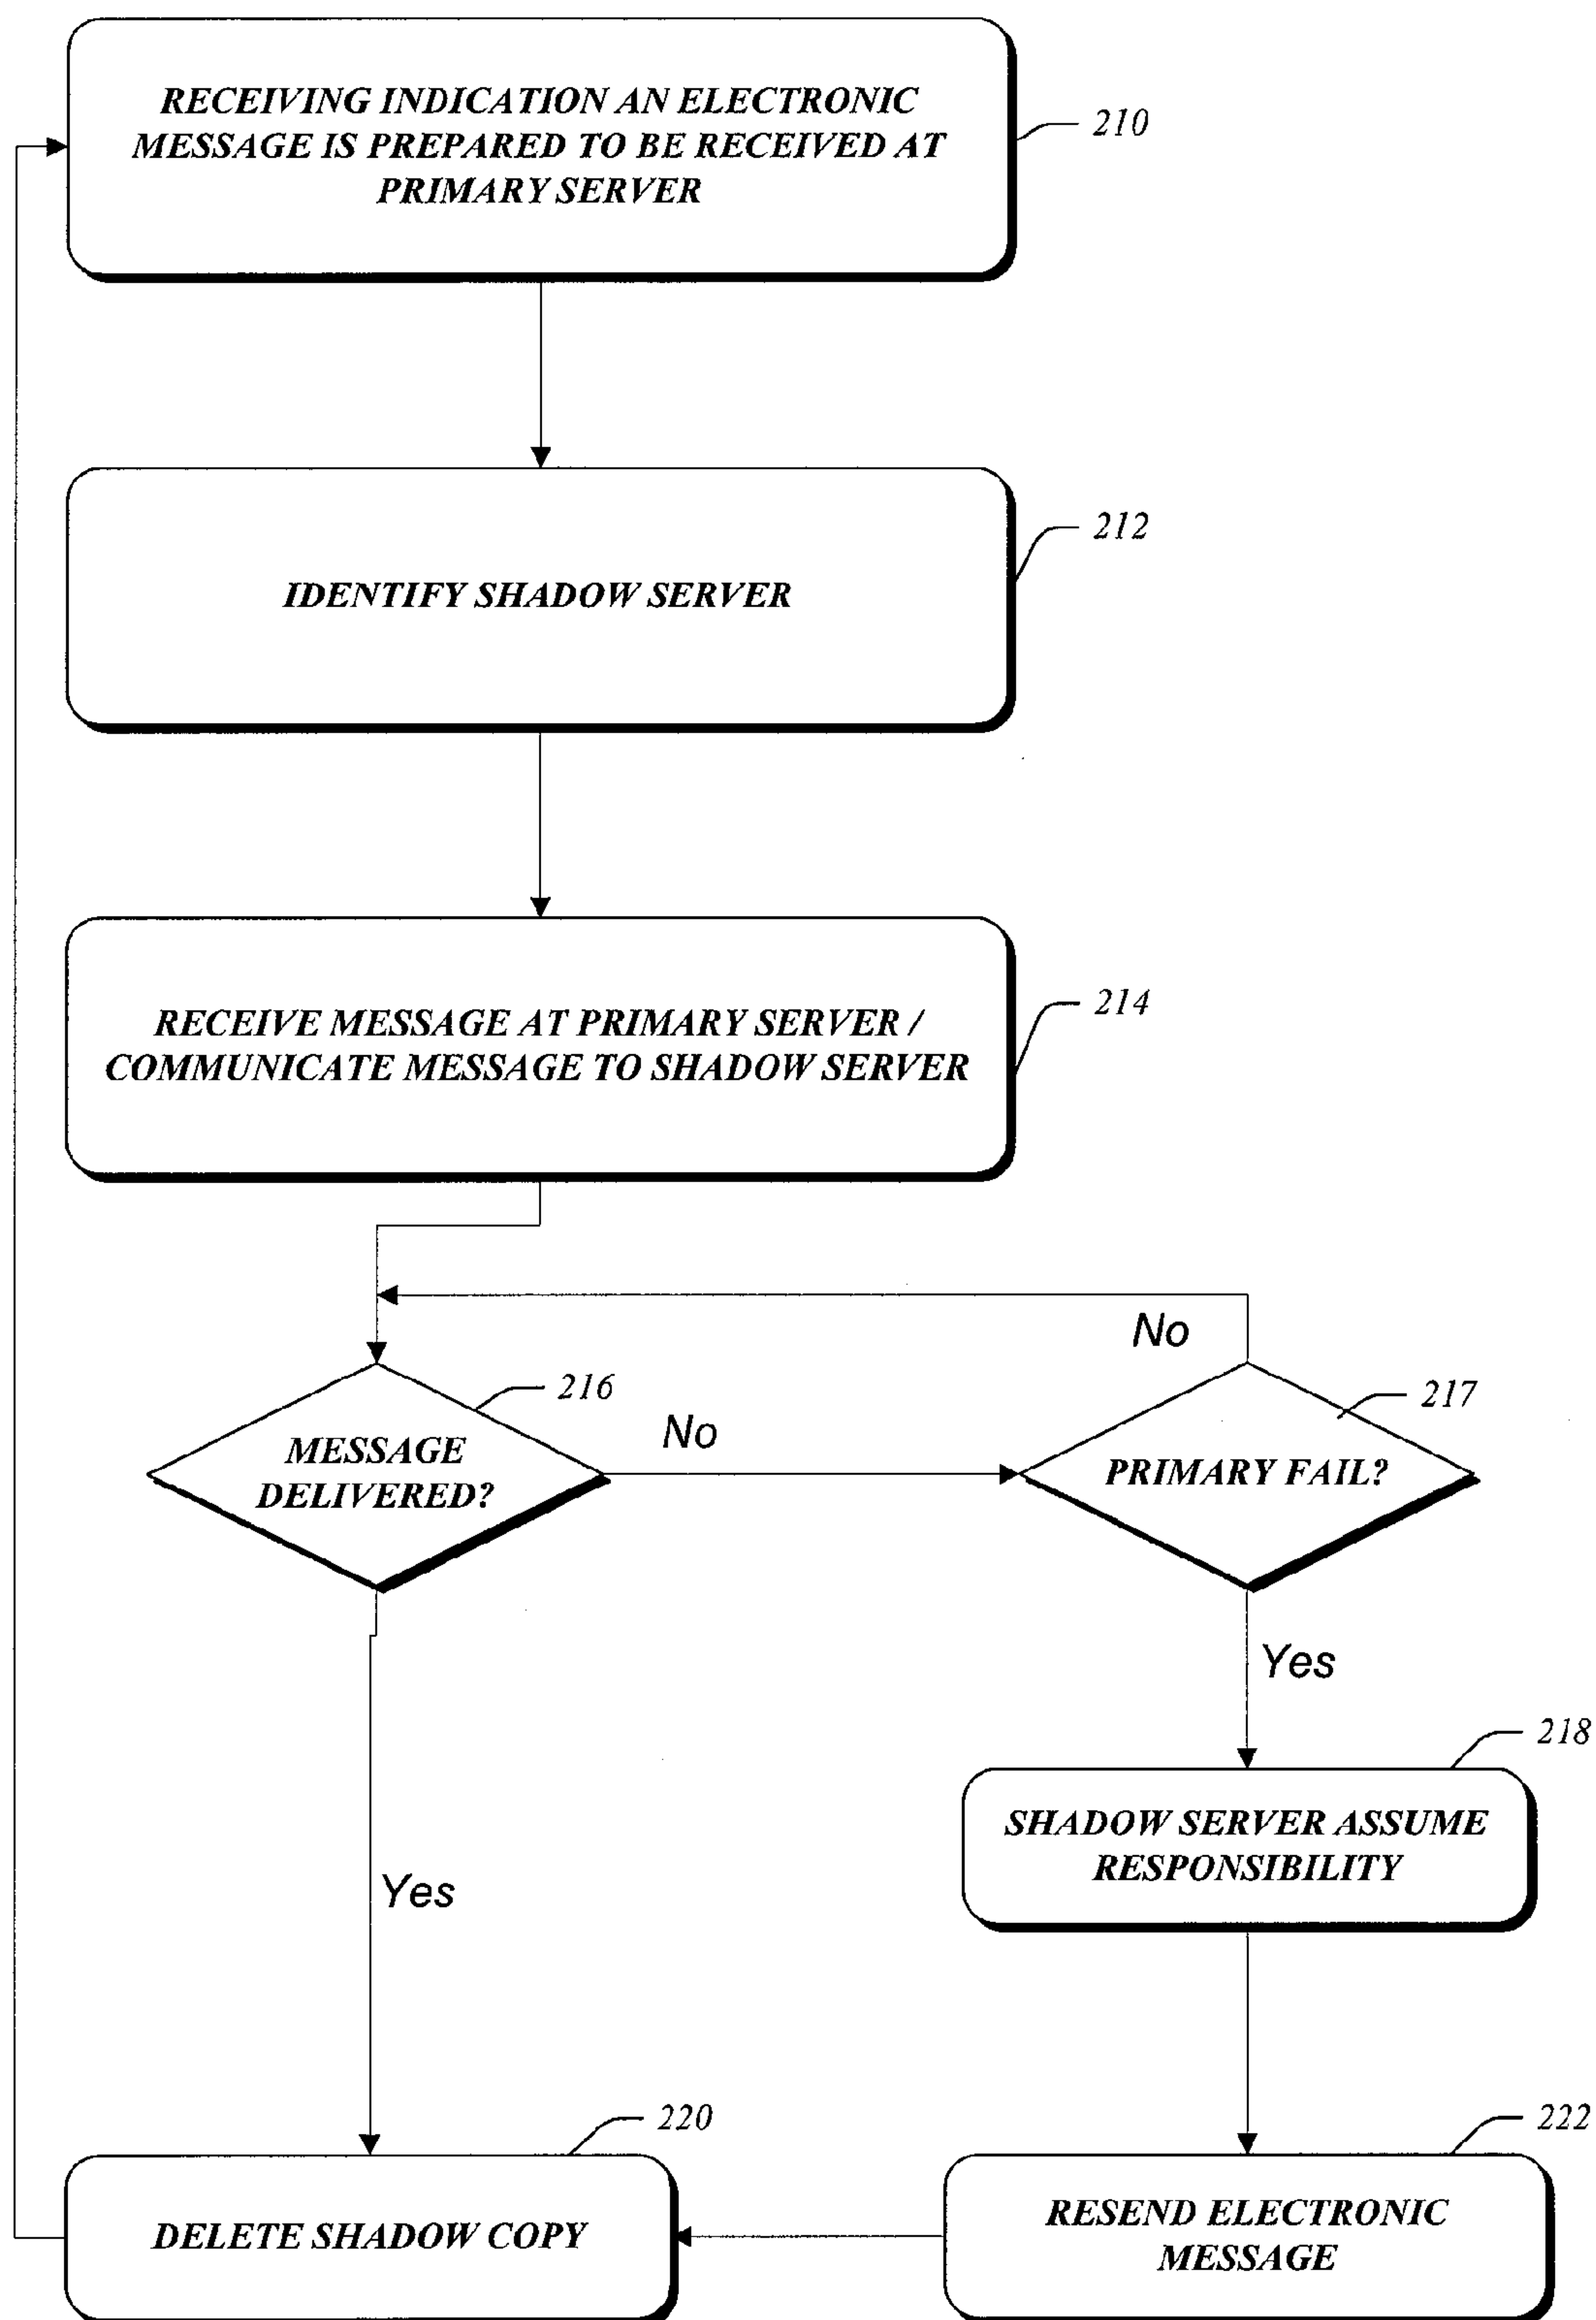 RECEIVING INDICATION AN ELECTRONIC
MESSAGE IS PREPARED TO BE RECEIVED AT
PRIMARY SERVER
210
212
IDENTIFY SHADOW SERVER
214
RECEIVE MESSAGE AT PRIMARY SERVER /
COMMUNICATE MESSAGE TO SHADOW SERVER
No
216
217
No
MESSAGE
DELIVERED?
PRIMARY FAIL?
Yes
218
SHADOW SERVER ASSUME
RESPONSIBILITY
Yes
220
222
DELETE SHADOW COPY
RESEND ELECTRONIC
MESSAGE